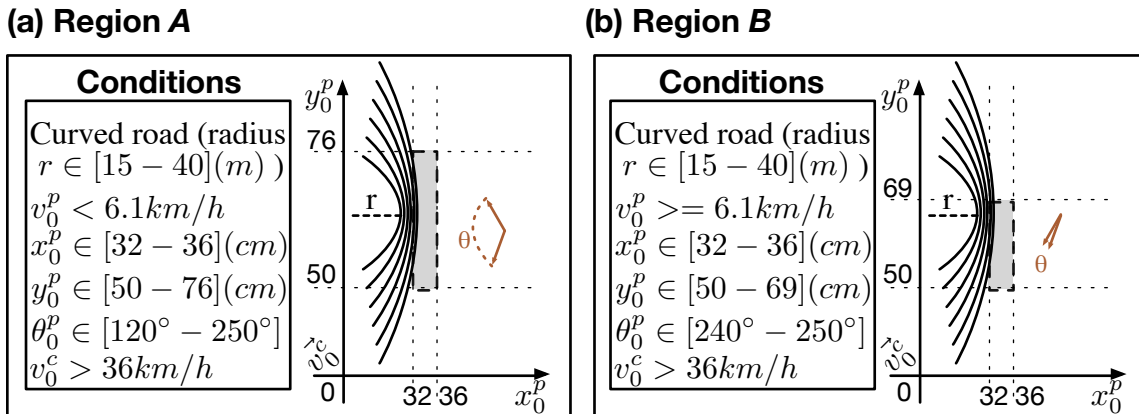 (a) Region A
Conditions
Curved road (radius
r ∈ [15 − 40](m) )
v_0^p < 6.1km/h
x_0^p ∈ [32 − 36](cm)
y_0^p ∈ [50 − 76](cm)
θ_0^p ∈ [120° − 250°]
v_0^c > 36km/h
y_0^p
76
r
θ
50
v_0^c
0
32 36
x_0^p
(b) Region B
Conditions
Curved road (radius
r ∈ [15 − 40](m) )
v_0^p >= 6.1km/h
x_0^p ∈ [32 − 36](cm)
y_0^p ∈ [50 − 69](cm)
θ_0^p ∈ [240° − 250°]
v_0^c > 36km/h
y_0^p
69
r
θ
50
v_0^c
0
32 36
x_0^p